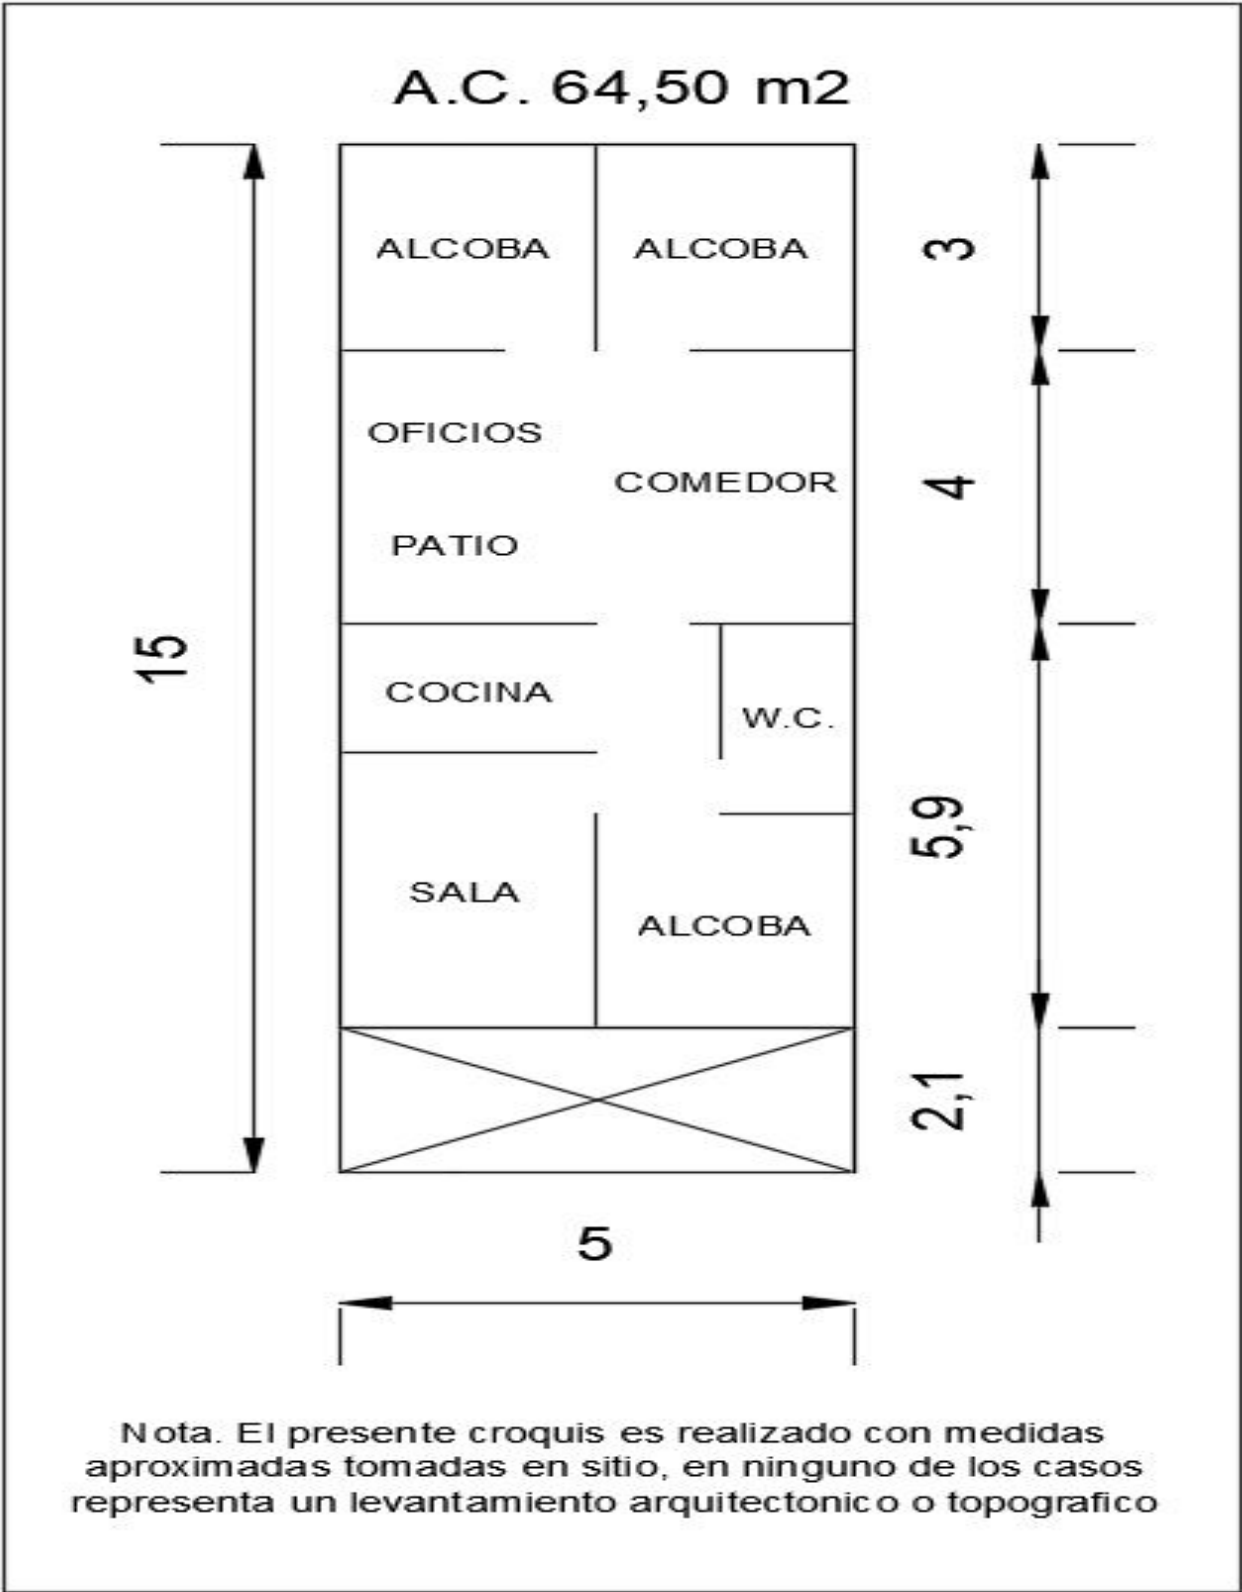 A.C. 64,50 m2
ALCOBA ALCOBA
3
OFICIOS
COMEDOR
4
PATIO
15
COCINA
W.C.
5,9
SALA
ALCOBA
2,1
5
Nota. El presente croquis es realizado con medidas
aproximadas tomadas en sitio, en ninguno de los casos
representa un levantamiento arquitectonico o topografico